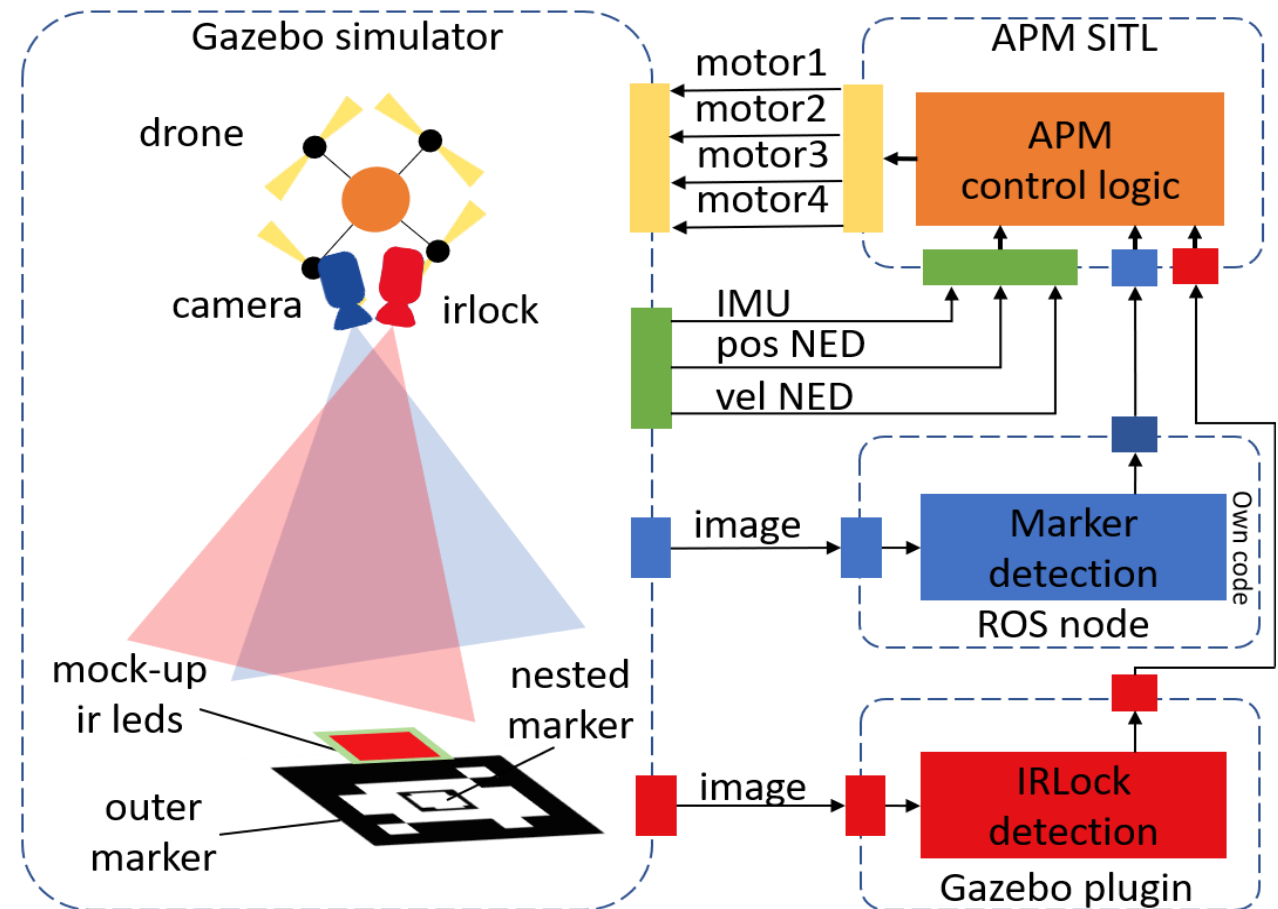 Gazebo simulator
drone
camera
irlock
mock-up
ir leds
nested
marker
outer
marker
motor1
motor2
motor3
motor4
IMU
pos NED
vel NED
image
image
APM SITL
APM
control logic
Marker
detection
Own code
ROS node
IRLock
detection
Gazebo plugin